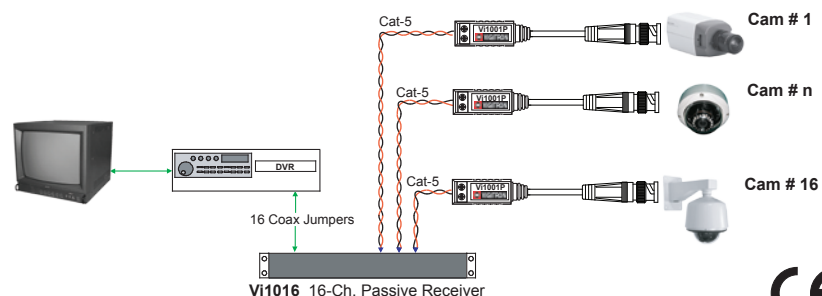 Cat-5
Vi1001P
Cam # 1
Cat-5
Vi1001P
Cam # n
DVR
Cat-5
Vi1001P
Cam # 16
16 Coax Jumpers
Vi1016 16-Ch. Passive Receiver
CE